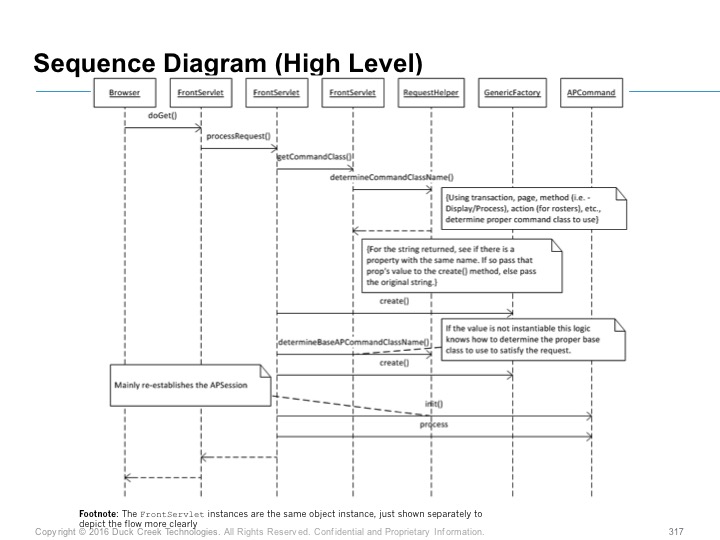 Sequence Diagram (High Level)
Browser
FrontServlet
FrontServlet
FrontServlet
RequestHelper
GenericFactory
APCommand
doGet()
processRequest()
getCommandClass()
determineCommandClassName()
{Using transaction, page, method (i.e. -
Display/Process), action (for rosters), etc.,
determine proper command class to use}
{For the string returned, see if there is a
property with the same name. If so pass that
prop's value to the create() method, else pass
the original string.}
create()
If the value is not instantiable this logic
knows how to determine the proper base
class to use to satisfy the request.
determineBaseAPCommandClassName()
create()
Mainly re-establishes the APSession
init()
process
Footnote: The FrontServlet instances are the same object instance, just shown separately to
depict the flow more clearly
Copyright © 2016 Duck Creek Technologies. All Rights Reserved. Confidential and Proprietary Information.
317